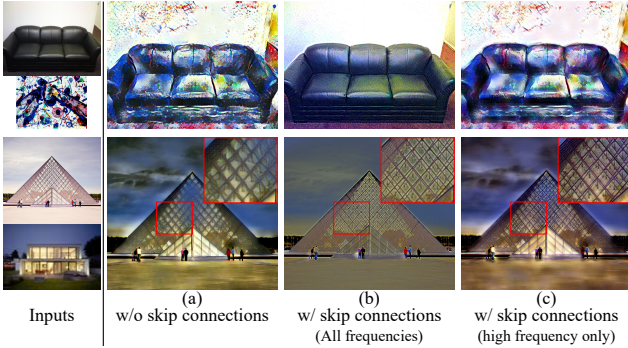 (a) (b) (c)
Inputs w/o skip connections w/ skip connections w/ skip connections
(All frequencies) (high frequency only)